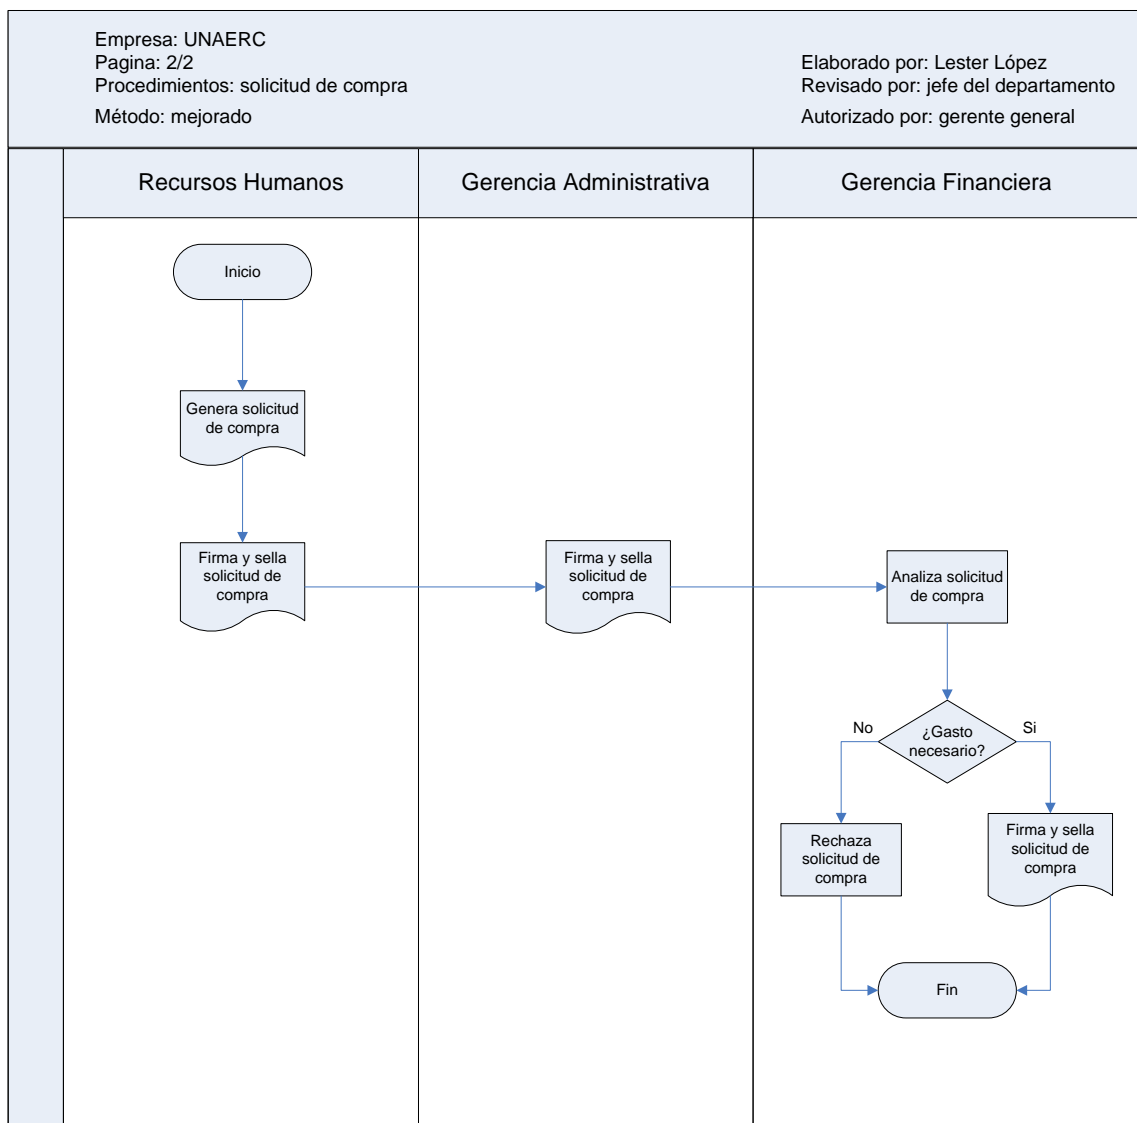 Empresa: UNAERC
Pagina: 2/2
Procedimientos: solicitud de compra
Método: mejorado
Elaborado por: Lester López
Revisado por: jefe del departamento
Autorizado por: gerente general
Recursos Humanos
Gerencia Administrativa
Gerencia Financiera
Inicio
Genera solicitud
de compra
Firma y sella
solicitud de
compra
Firma y sella
solicitud de
compra
Analiza solicitud
de compra
¿Gasto
necesario?
No
Si
Rechaza
solicitud de
compra
Firma y sella
solicitud de
compra
Fin